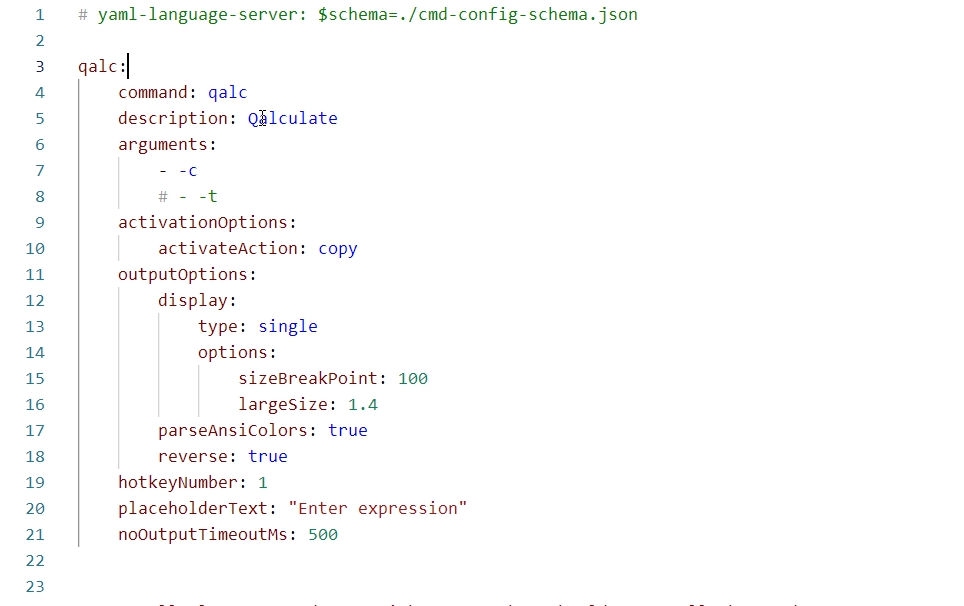 1 # yaml-language-server: $schema=./cmd-config-schema.json
2
3 qalc:
4 command: qalc
5 description: Qalculate
6 arguments:
7 - -c
8 # - -t
9 activationOptions:
10 activateAction: copy
11 outputOptions:
12 display:
13 type: single
14 options:
15 sizeBreakPoint: 100
16 largeSize: 1.4
17 parseAnsiColors: true
18 reverse: true
19 hotkeyNumber: 1
20 placeholderText: "Enter expression"
21 noOutputTimeoutMs: 500
22
23